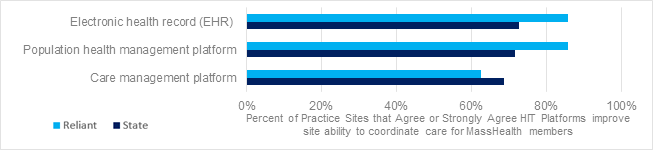 Electronic health record (EHR)
Population health management platform
Care management platform
0% 20% 40% 60% 80% 100%
Percent of Practice Sites that Agree or Strongly Agree HIT Platforms improve
site ability to coordinate care for MassHealth members
Reliant State